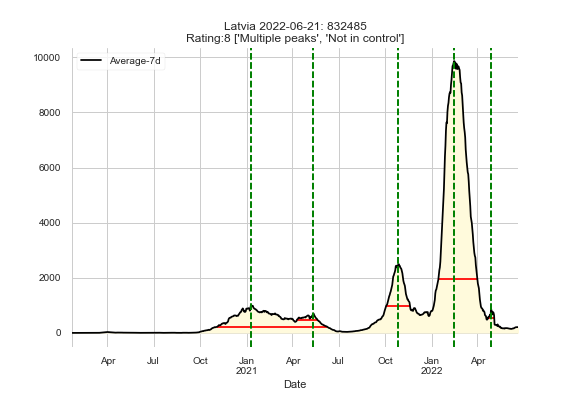 Latvia 2022-06-21: 832485
Rating:8 ['Multiple peaks', 'Not in control']
Average-7d
10000
8000
6000
4000
2000
0
Apr Jul Oct Jan Apr Jul Oct Jan Apr
2021 2022
Date